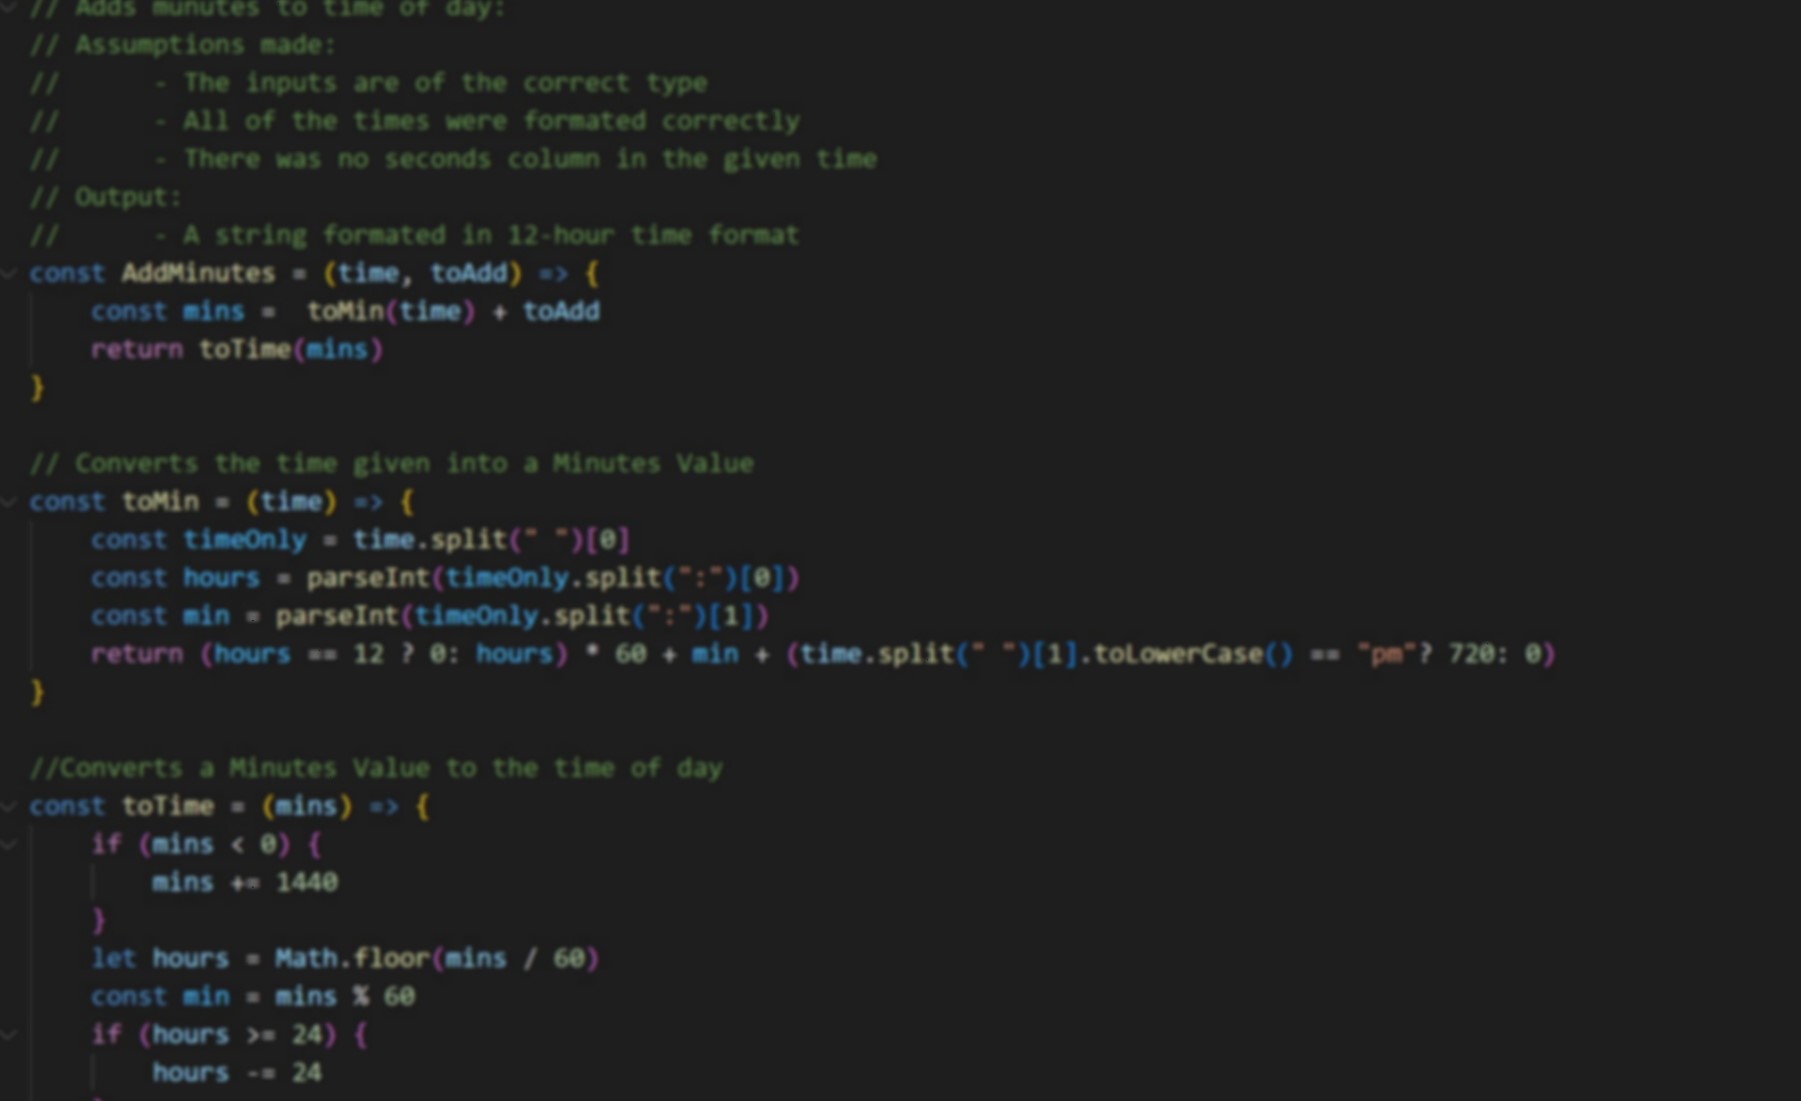 // Adds munutes to time of day:
// Assumptions made:
//      - The inputs are of the correct type
//      - All of the times were formated correctly
//      - There was no seconds column in the given time
// Output:
//      - A string formated in 12-hour time format
const AddMinutes = (time, toAdd) => {
    const mins =  toMin(time) + toAdd
    return toTime(mins)
}

// Converts the time given into a Minutes Value
const toMin = (time) => {
    const timeOnly = time.split(" ")[0]
    const hours = parseInt(timeOnly.split(":")[0])
    const min = parseInt(timeOnly.split(":")[1])
    return (hours == 12 ? 0: hours) * 60 + min + (time.split(" ")[1].toLowerCase() == "pm"? 720: 0)
}

//Converts a Minutes Value to the time of day
const toTime = (mins) => {
    if (mins < 0) {
        mins += 1440
    }
    let hours = Math.floor(mins / 60)
    const min = mins % 60
    if (hours >= 24) {
        hours -= 24